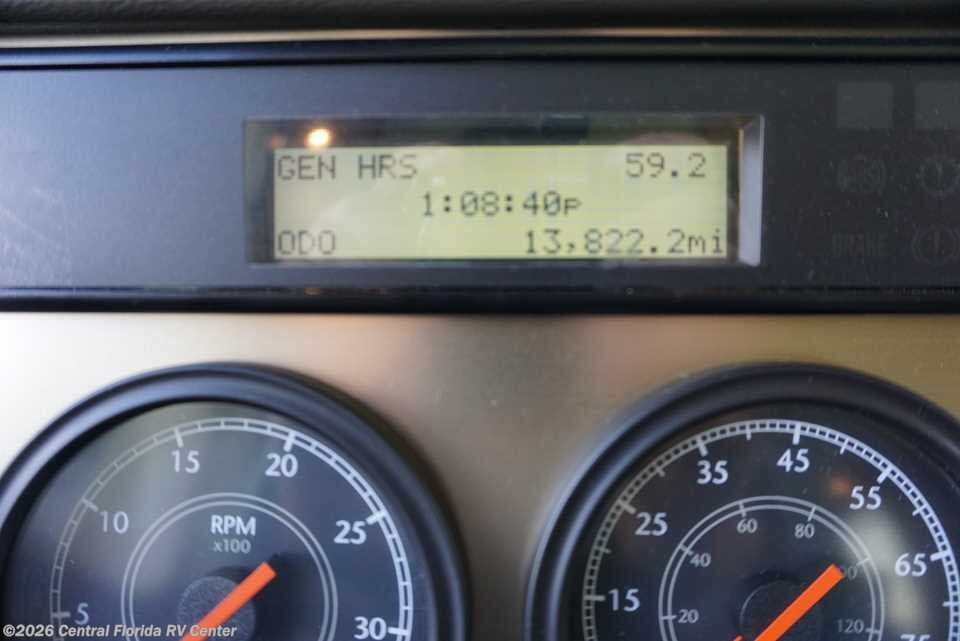 GEN HRS 59.2
1:08:40P
ODO 13,822.2mi
BRAKE
5 10 15 20 25 30
RPM
x100
15 25 35 45 55 65
20 40 60 80 120
©2026 Central Florida RV Center